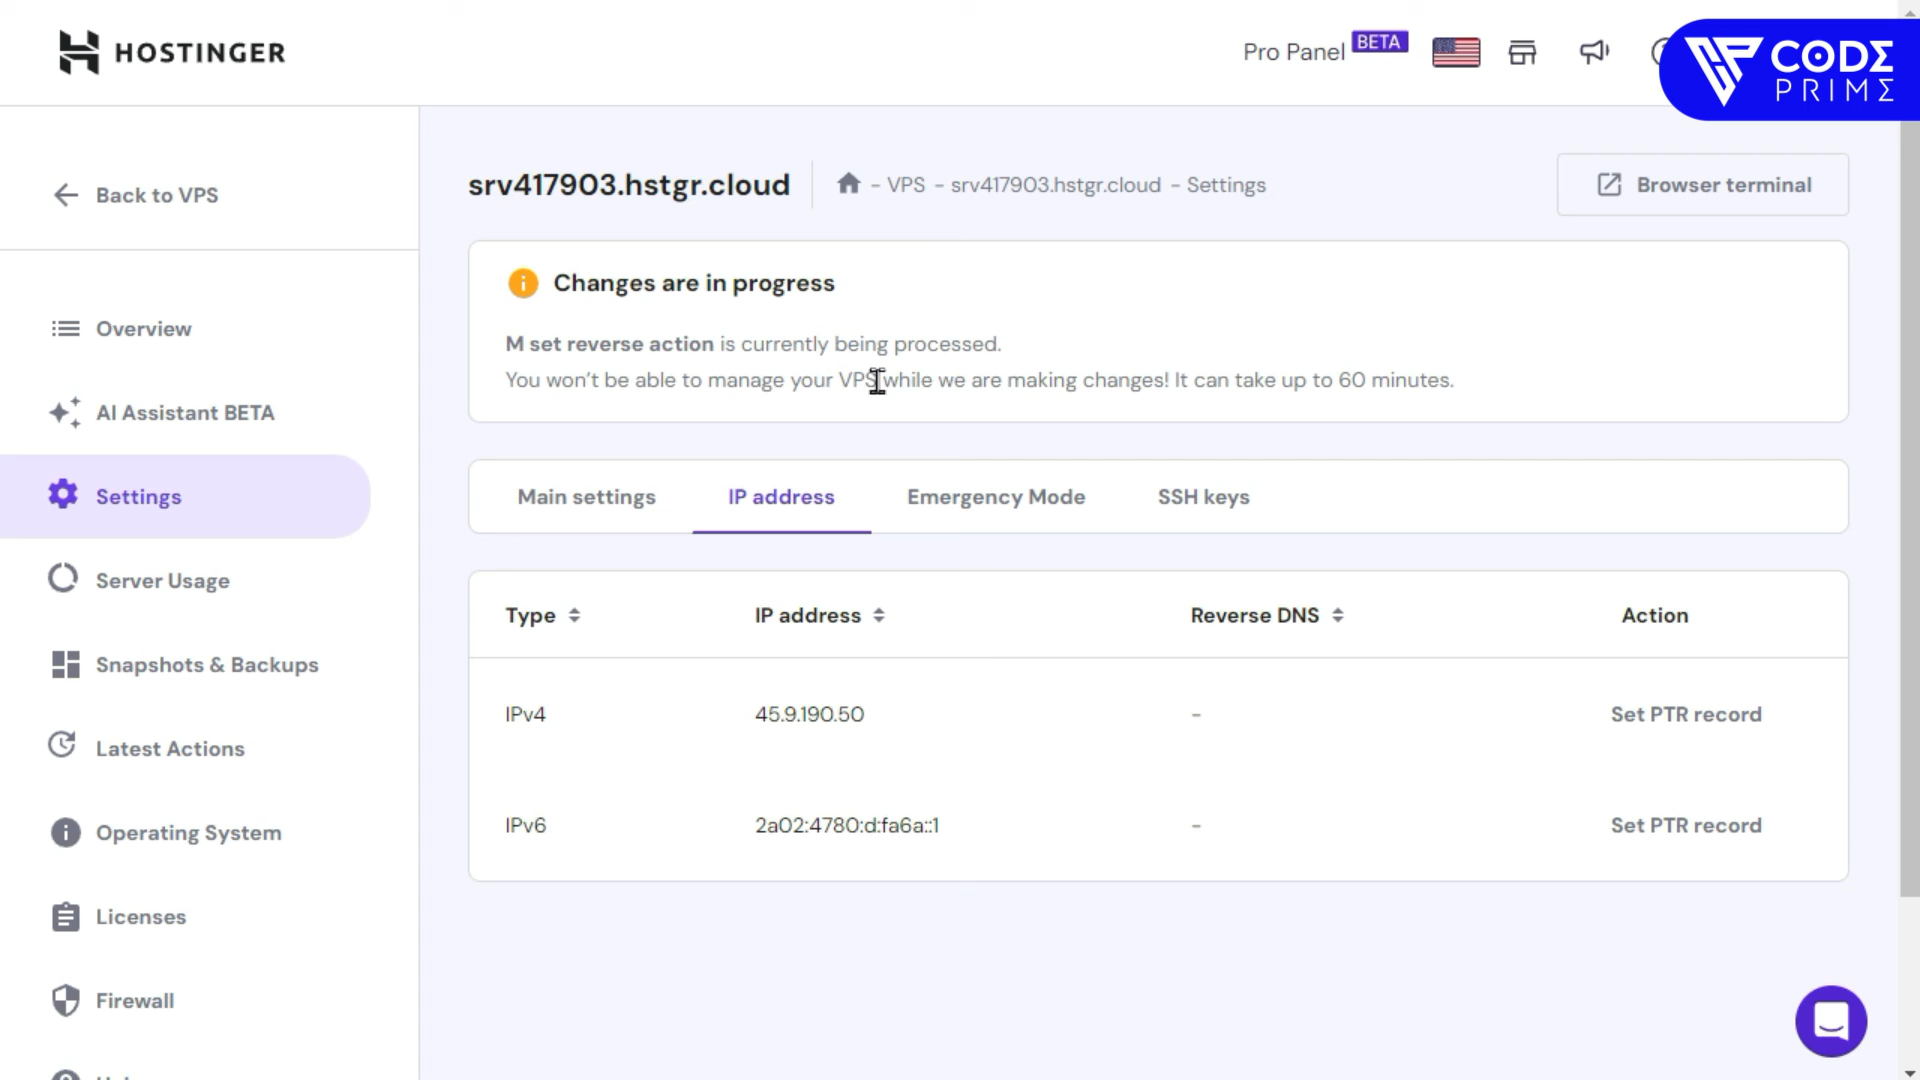 HOSTINGER
Pro Panel BETA
CODE
PRIME
Back to VPS
srv417903.hstgr.cloud
- VPS - srv417903.hstgr.cloud - Settings
Browser terminal
Changes are in progress
M set reverse action is currently being processed.
You won't be able to manage your VPS while we are making changes! It can take up to 60 minutes.
Overview
AI Assistant BETA
Settings
Server Usage
Snapshots & Backups
Latest Actions
Operating System
Licenses
Firewall
Main settings IP address Emergency Mode SSH keys
Type IP address Reverse DNS Action
IPv4 45.9.190.50 - Set PTR record
IPv6 2a02:4780:d:fa6a::1 - Set PTR record